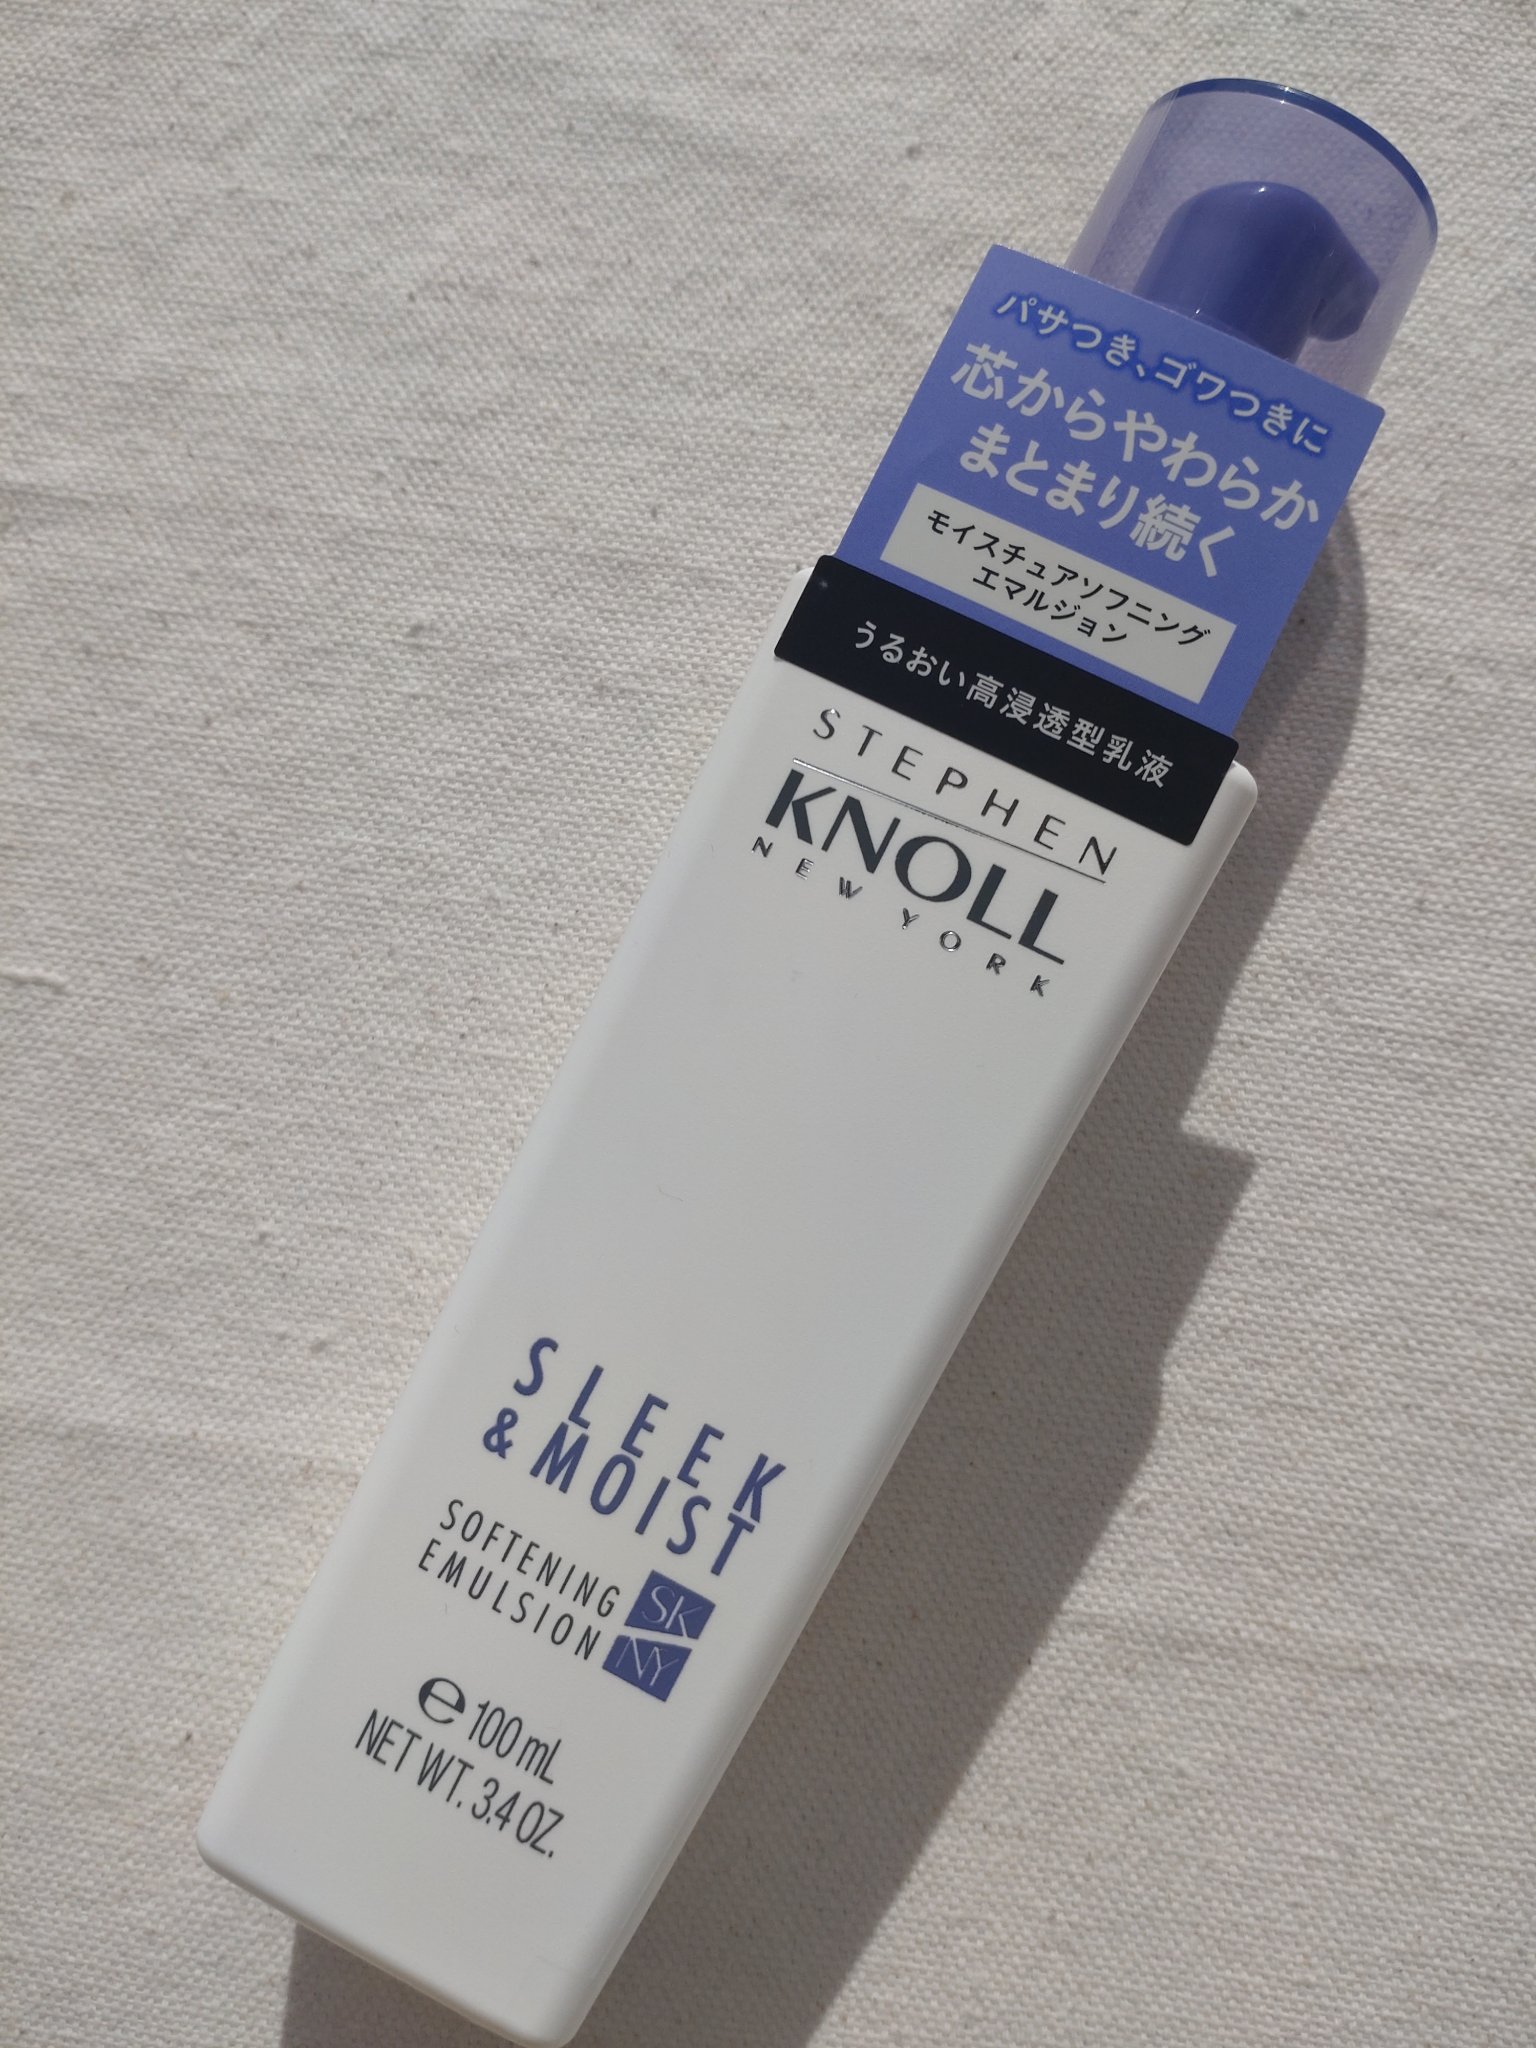 パサつき、ゴワつきに
芯からやわらか
まとまり続く
モイスチュアソフニング
エマルジョン
うるおい高浸透型乳液
STEPHEN
KNOLL
NEW YORK
SLEEK
& MOIST
SOFTENING
EMULSION
SK
NY
℮ 100 mL
NET WT. 3.4 OZ.